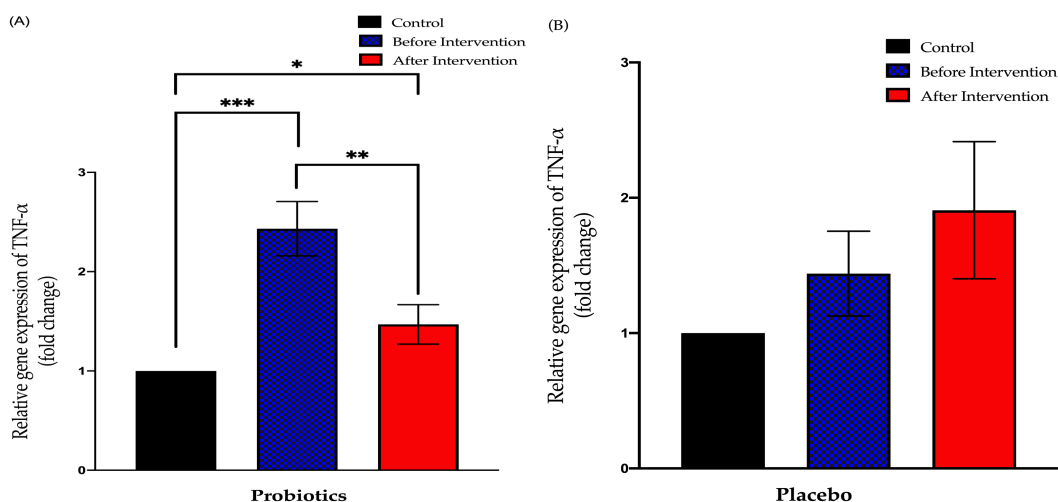 (A)
Control
Before Intervention
After Intervention
*
***
**
Relative gene expression of TNF-α
(fold change)
3
2
1
0
Probiotics
(B)
Control
Before Intervention
After Intervention
Relative gene expression of TNF-α
(fold change)
3
2
1
0
Placebo